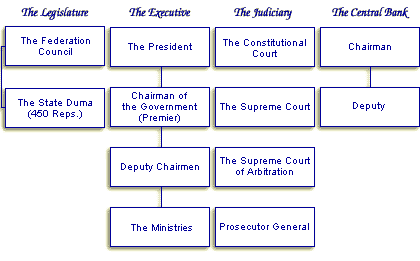 The Legislature
The Executive
The Judiciary
The Central Bank
The Federation
Council
The President
The Constitutional
Court
Chairman
The State Duma
(450 Reps.)
Chairman of
the Government
(Premier)
The Supreme Court
Deputy
Deputy Chairmen
The Supreme Court
of Arbitration
The Ministries
Prosecutor General